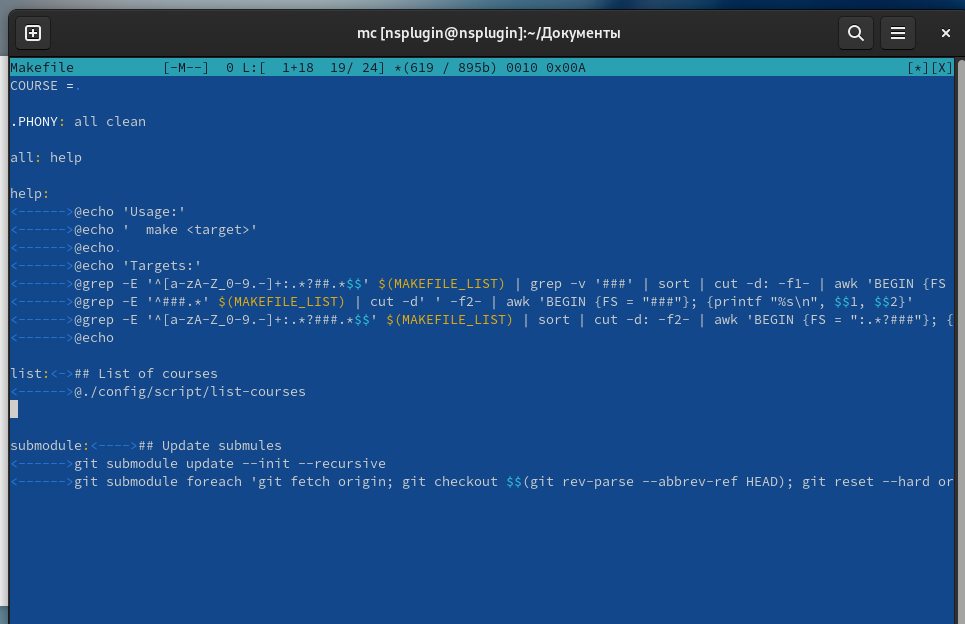 mc [nsplugin@nsplugin]:~/Документы
Makefile [-M--] 0 L:[ 1+18 19/ 24] *(619 / 895b) 0010 0x00A [*][X]
COURSE =.
.PHONY: all clean
all: help
help:
<------>@echo 'Usage:'
<------>@echo '  make <target>'
<------>@echo.
<------>@echo 'Targets:'
<------>@grep -E '^[a-zA-Z_0-9.-]+:.*?##.*$$' $(MAKEFILE_LIST) | grep -v '###' | sort | cut -d: -f1- | awk 'BEGIN {FS
<------>@grep -E '^###.*' $(MAKEFILE_LIST) | cut -d' ' -f2- | awk 'BEGIN {FS = "###"}; {printf "%s\n", $$1, $$2}'
<------>@grep -E '^[a-zA-Z_0-9.-]+:.*?###.*$$' $(MAKEFILE_LIST) | sort | cut -d: -f2- | awk 'BEGIN {FS = ":.*?###"}; {
<------>@echo
list:<->## List of courses
<------>@./config/script/list-courses
submodule:<---->## Update submules
<------>git submodule update --init --recursive
<------>git submodule foreach 'git fetch origin; git checkout $$(git rev-parse --abbrev-ref HEAD); git reset --hard or